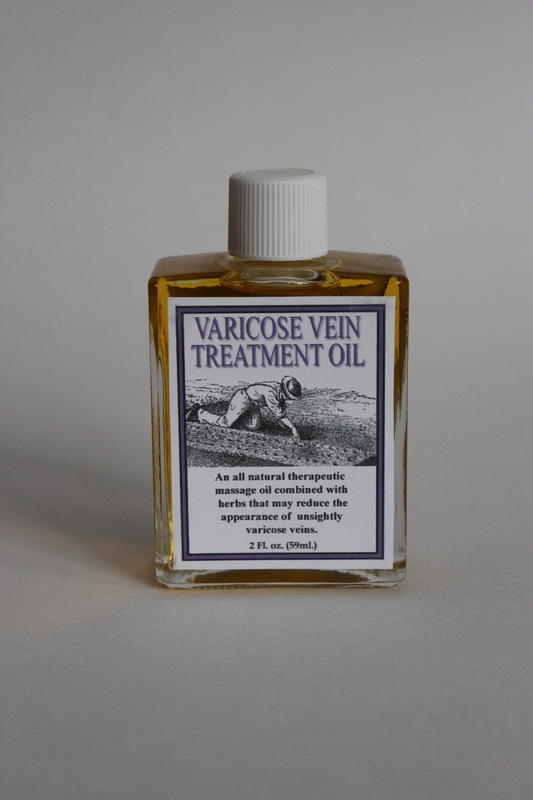 VARICOSE VEIN
TREATMENT OIL
An all natural therapeutic
massage oil combined with
herbs that may reduce the
appearance of unsightly
varicose veins.
2 Fl. oz. (59ml.)